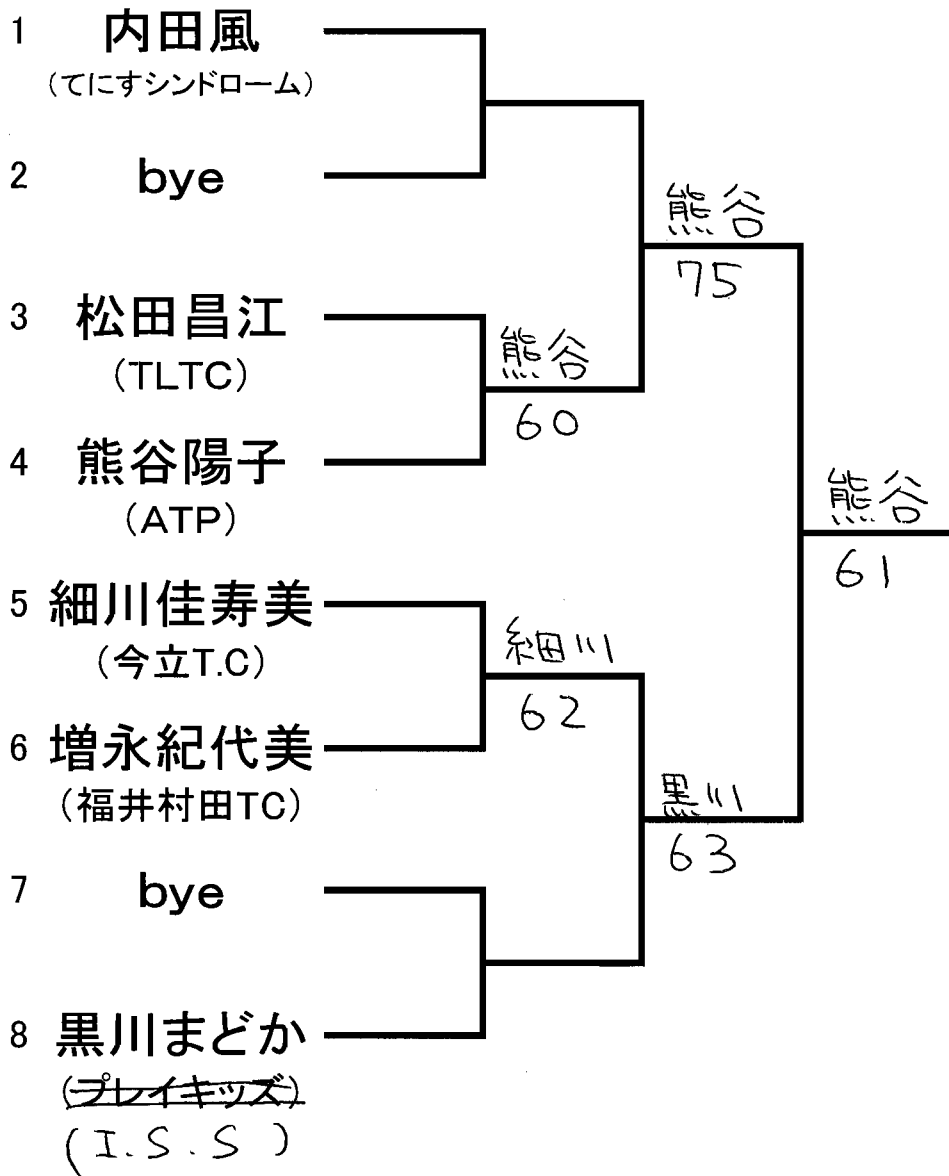 1 内田風
(てにすシンドローム)
2 bye
熊谷
75
3 松田昌江
(TLTC)
熊谷
60
4 熊谷陽子
(ATP)
熊谷
61
5 細川佳寿美
(今立T.C)
細川
62
6 増永紀代美
(福井村田TC)
黒川
63
7 bye
8 黒川まどか
(プレイキッズ)
(I.S.S)